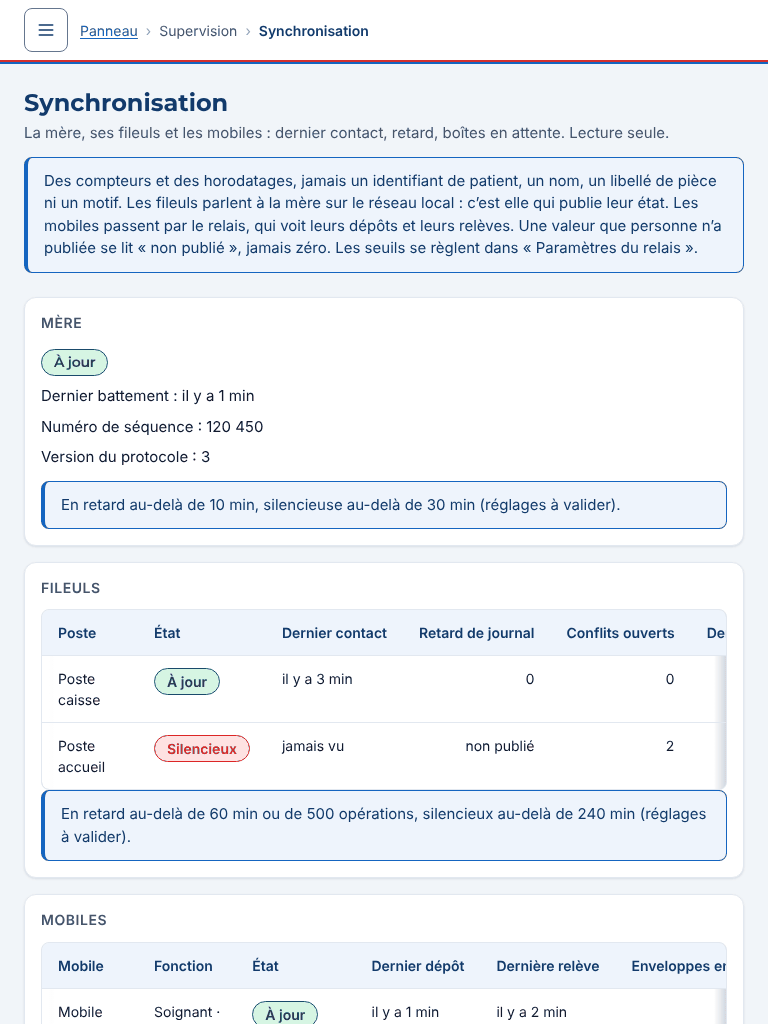 Panneau › Supervision › Synchronisation
Synchronisation
La mère, ses fileuls et les mobiles : dernier contact, retard, boîtes en attente. Lecture seule.
Des compteurs et des horodatages, jamais un identifiant de patient, un nom, un libellé de pièce
ni un motif. Les fileuls parlent à la mère sur le réseau local : c’est elle qui publie leur état. Les
mobiles passent par le relais, qui voit leurs dépôts et leurs relèves. Une valeur que personne n’a
publiée se lit « non publié », jamais zéro. Les seuils se règlent dans « Paramètres du relais ».
MÈRE
À jour
Dernier battement : il y a 1 min
Numéro de séquence : 120 450
Version du protocole : 3
En retard au-delà de 10 min, silencieuse au-delà de 30 min (réglages à valider).
FILEULS
Poste État Dernier contact Retard de journal Conflits ouverts De
Poste caisse À jour il y a 3 min 0 0
Poste accueil Silencieux jamais vu non publié 2
En retard au-delà de 60 min ou de 500 opérations, silencieux au-delà de 240 min (réglages
à valider).
MOBILES
Mobile Fonction État Dernier dépôt Dernière relève Enveloppes en
Mobile Soignant · À jour il y a 1 min il y a 2 min